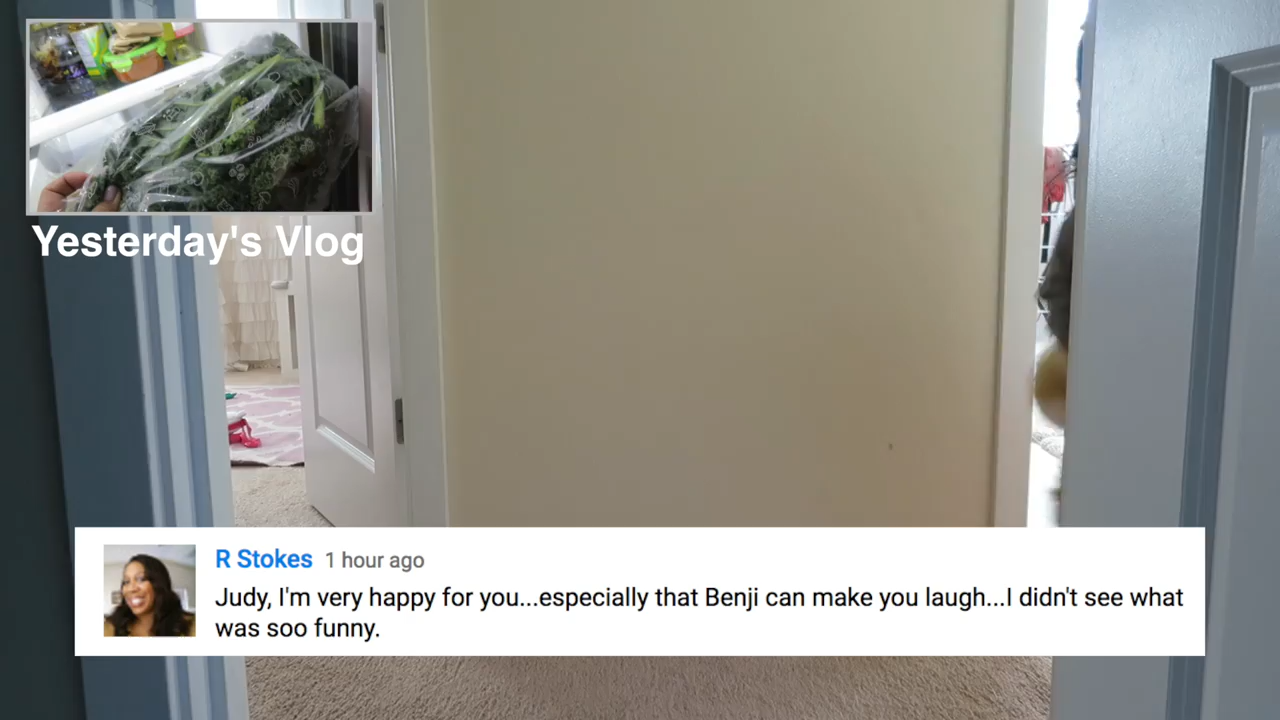 Yesterday's Vlog
R Stokes 1 hour ago
Judy, I'm very happy for you...especially that Benji can make you laugh...I didn't see what
was soo funny.